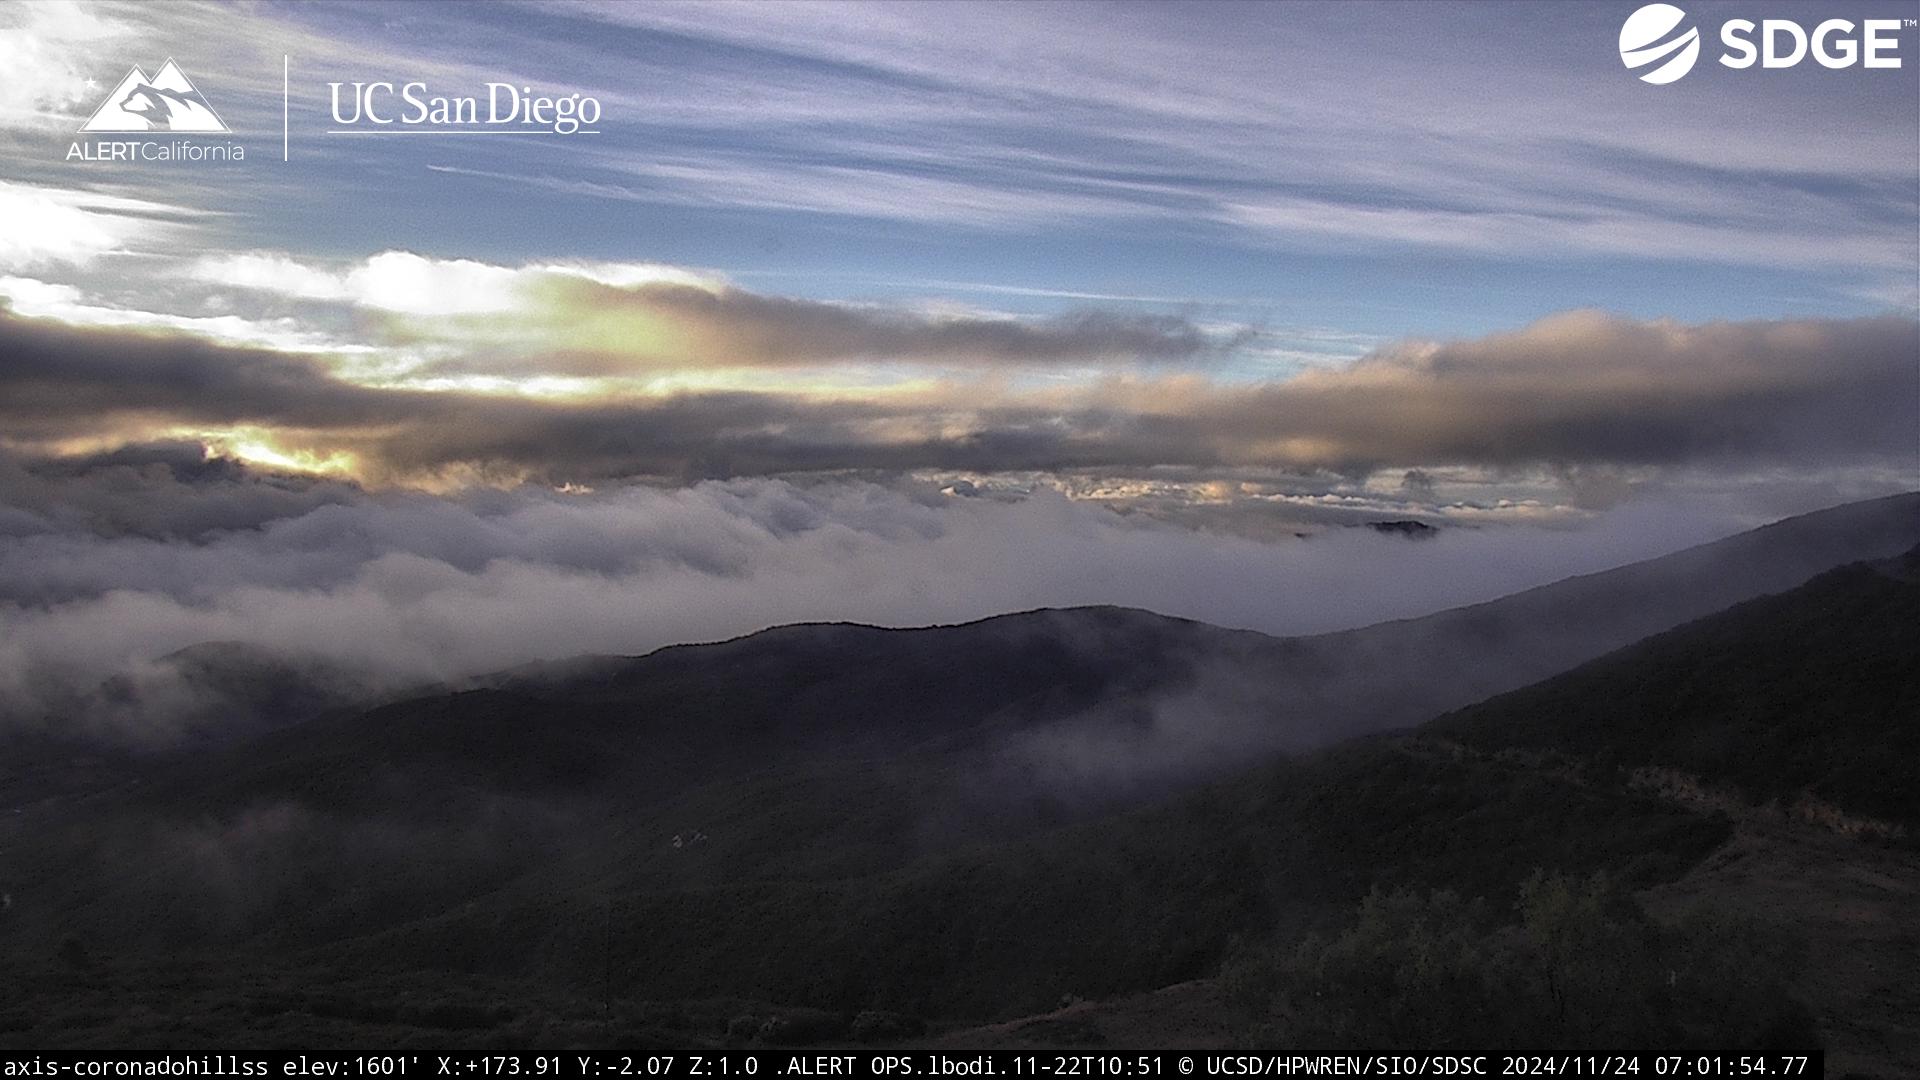 SDGE™
ALERTCalifornia
UC San Diego
axis-coronadohillss elev:1601' X:+173.91 Y:-2.07 Z:1.0 .ALERT OPS.lbodi.11-22T10:51 © UCSD/HPWREN/SIO/SDSC 2024/11/24 07:01:54.77